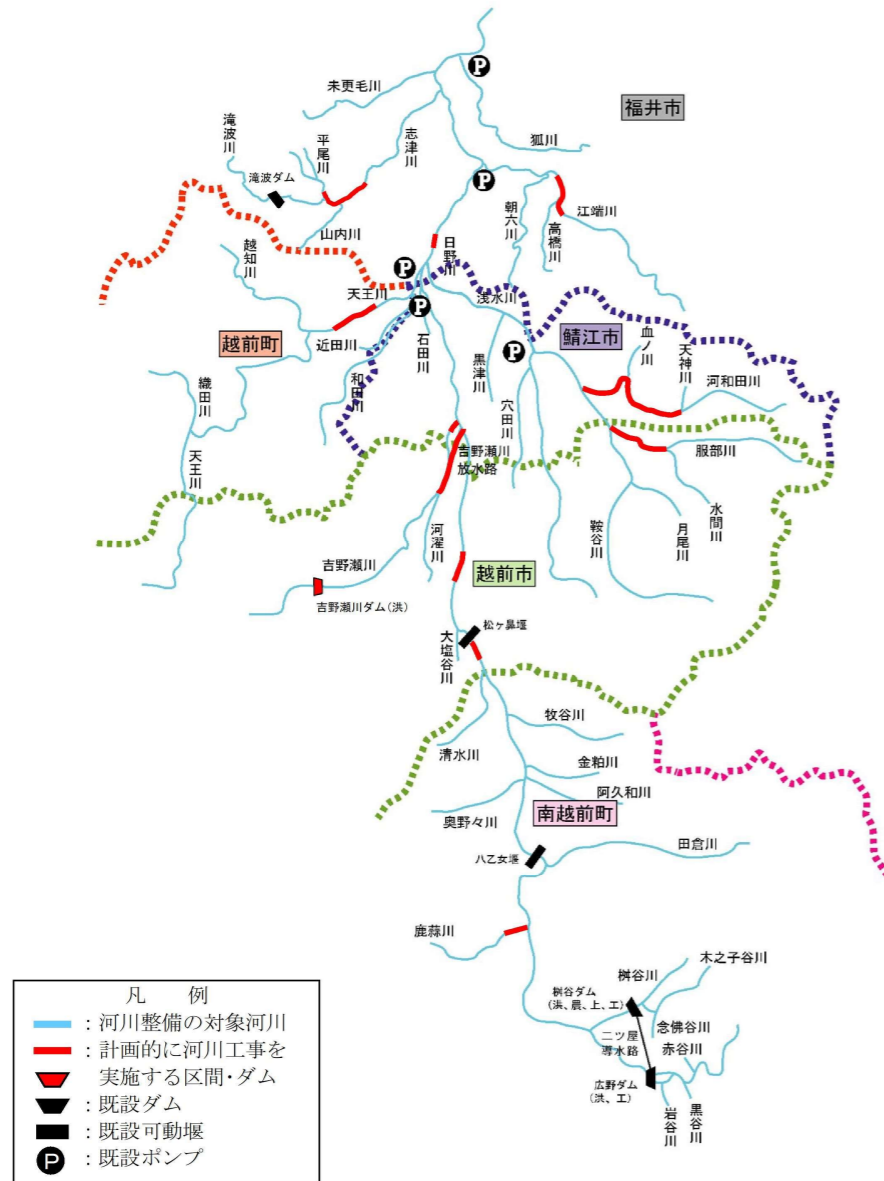 P
未更毛川
福井市
滝波川
平尾川
志津川
狐川
滝波ダム
P
朝六川
江端川
高橋川
山内川
日野川
越知川
P
浅水川
天王川
P
鯖江市
越前町
近田川
石田川
P
血ノ川
天神川
黒津川
河和田川
織田川
和田川
穴田川
吉野瀬川
放水路
服部川
天王川
水間川
鞍谷川
月尾川
河濯川
吉野瀬川
越前市
吉野瀬川ダム(洪)
松ヶ鼻堰
大塩谷川
牧谷川
清水川
金粕川
阿久和川
奥野々川
南越前町
田倉川
八乙女堰
鹿蒜川
木之子谷川
桝谷川
桝谷ダム
(洪、農、上、工)
念佛谷川
二ツ屋
導水路
赤谷川
広野ダム
(洪、工)
岩谷川
黒谷川
凡 例
:河川整備の対象河川
:計画的に河川工事を
実施する区間・ダム
:既設ダム
:既設可動堰
P:既設ポンプ